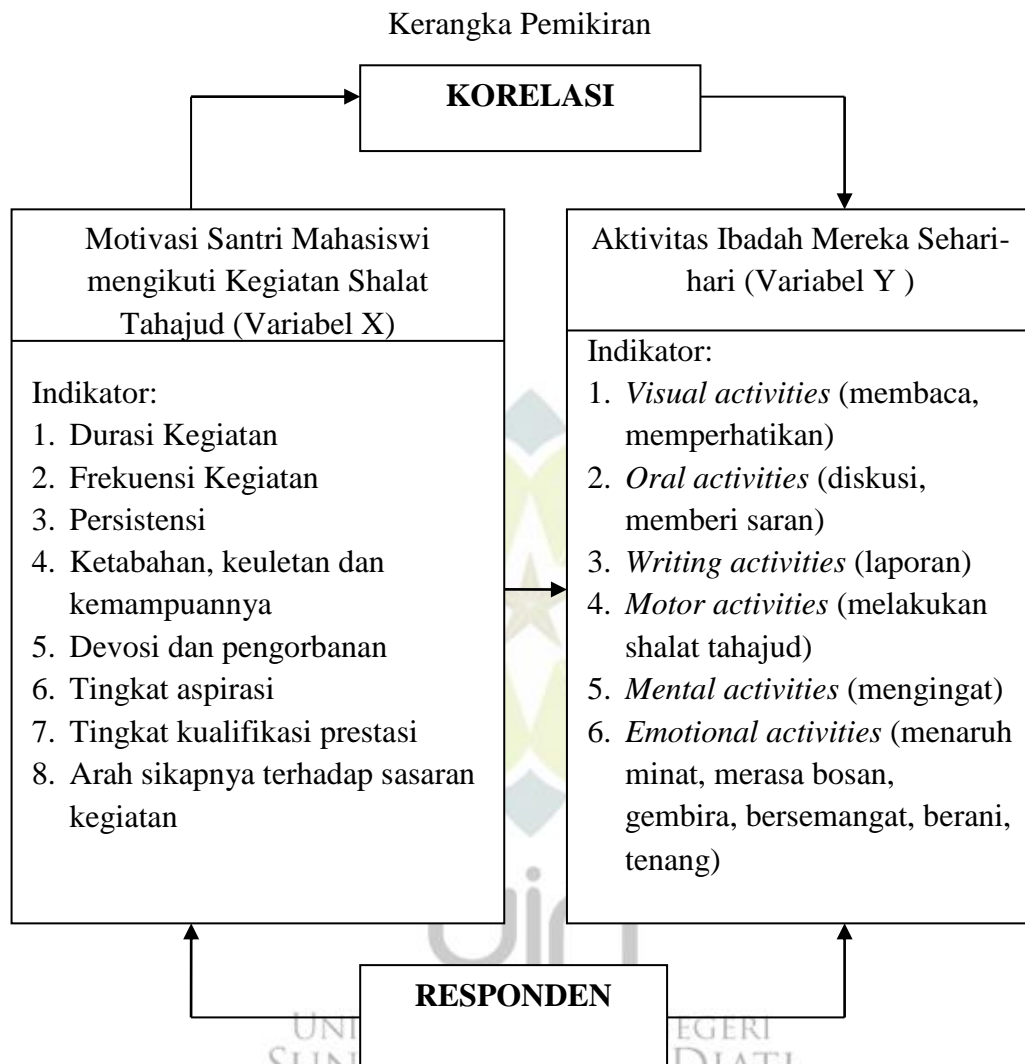 Kerangka Pemikiran
KORELASI
Motivasi Santri Mahasiswi
mengikuti Kegiatan Shalat
Tahajud (Variabel X)
Indikator:
1. Durasi Kegiatan
2. Frekuensi Kegiatan
3. Persistensi
4. Ketabahan, keuletan dan
kemampuannya
5. Devosi dan pengorbanan
6. Tingkat aspirasi
7. Tingkat kualifikasi prestasi
8. Arah sikapnya terhadap sasaran
kegiatan
Aktivitas Ibadah Mereka Sehari-
hari (Variabel Y )
Indikator:
1. Visual activities (membaca,
memperhatikan)
2. Oral activities (diskusi,
memberi saran)
3. Writing activities (laporan)
4. Motor activities (melakukan
shalat tahajud)
5. Mental activities (mengingat)
6. Emotional activities (menaruh
minat, merasa bosan,
gembira, bersemangat, berani,
tenang)
RESPONDEN